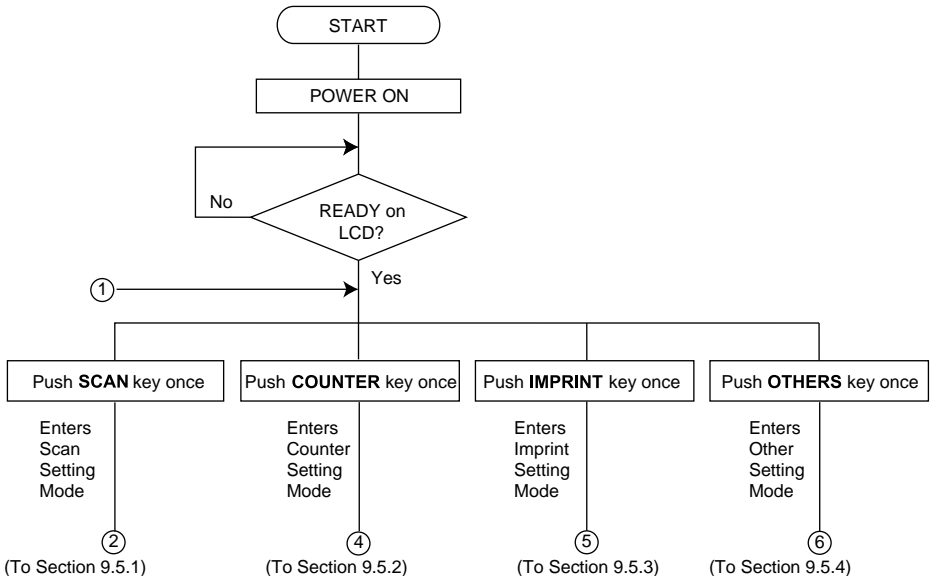 START
POWER ON
No
READY on
LCD?
Yes
1
Push SCAN key once
Push COUNTER key once
Push IMPRINT key once
Push OTHERS key once
Enters
Scan
Setting
Mode
Enters
Counter
Setting
Mode
Enters
Imprint
Setting
Mode
Enters
Other
Setting
Mode
2
(To Section 9.5.1)
4
(To Section 9.5.2)
5
(To Section 9.5.3)
6
(To Section 9.5.4)